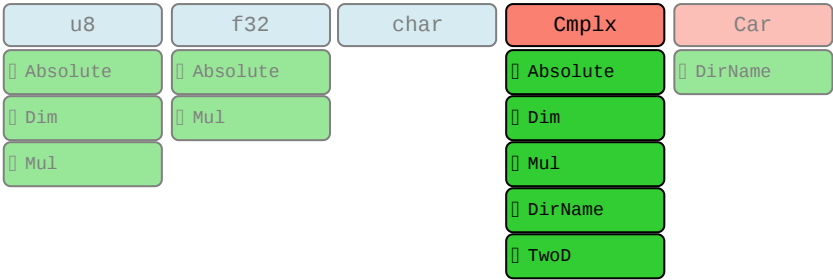 u8 f32 char Cmplx Car
▯ Absolute ▯ Absolute ▯ Absolute ▯ DirName
▯ Dim ▯ Mul ▯ Dim
▯ Mul ▯ Mul
▯ DirName
▯ TwoD